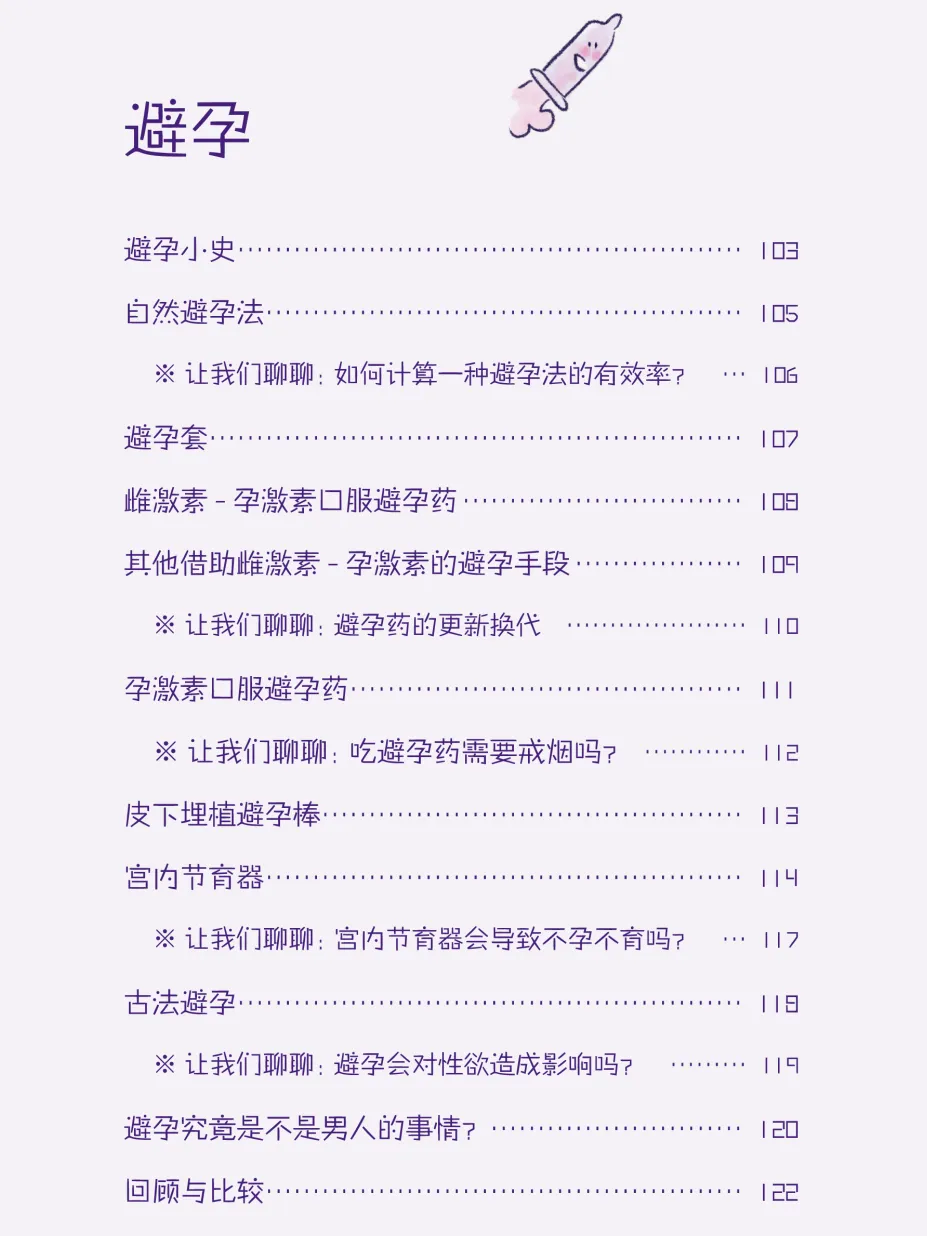 避孕
避孕小史…………………………………………… 103
自然避孕法………………………………………… 105
※ 让我们聊聊：如何计算一种避孕法的有效率？ … 106
避孕套……………………………………………… 107
雌激素-孕激素口服避孕药……………………… 108
其他借助雌激素-孕激素的避孕手段…………… 109
※ 让我们聊聊：避孕药的更新换代 ……………… 110
孕激素口服避孕药………………………………… 111
※ 让我们聊聊：吃避孕药需要戒烟吗？ ………… 112
皮下埋植避孕棒…………………………………… 113
宫内节育器………………………………………… 114
※ 让我们聊聊：宫内节育器会导致不孕不育吗？ … 117
古法避孕…………………………………………… 118
※ 让我们聊聊：避孕会对性欲造成影响吗？ ……… 119
避孕究竟是不是男人的事情？ …………………… 120
回顾与比较………………………………………… 122